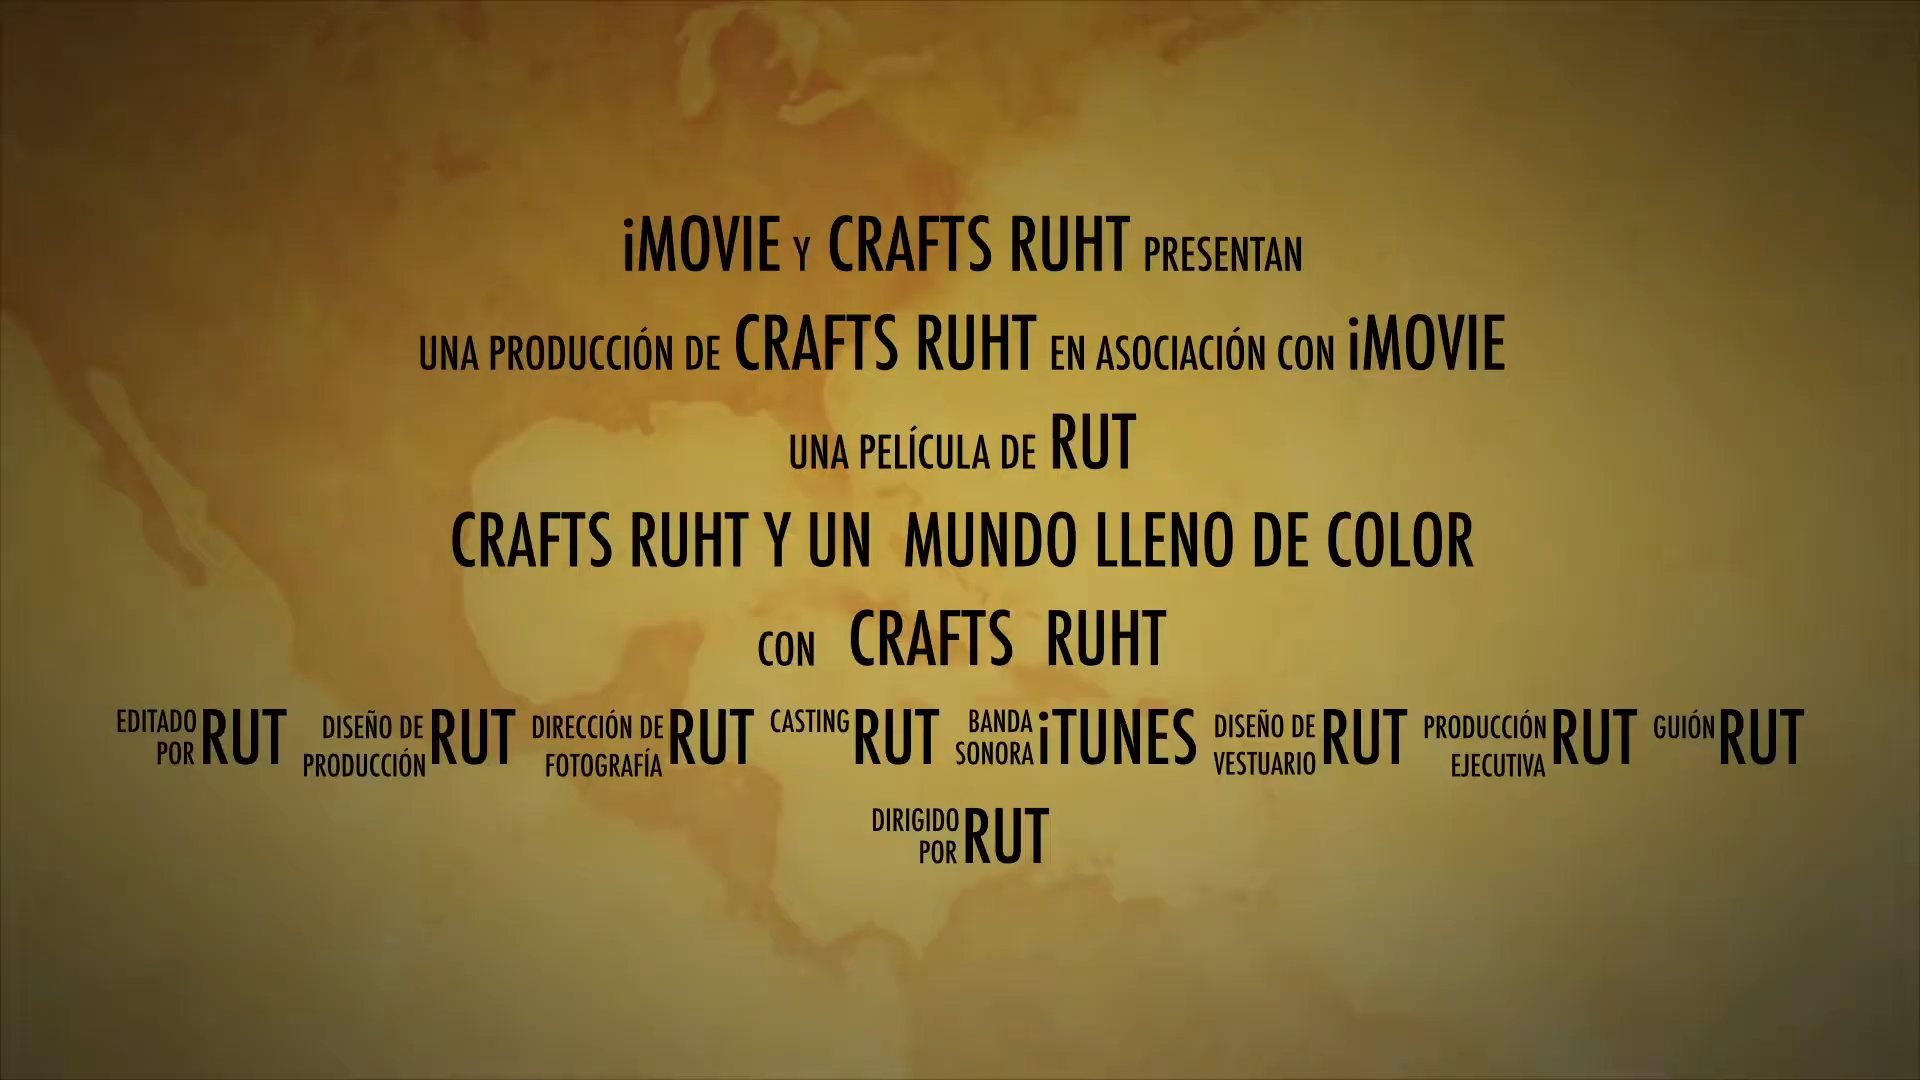 iMOVIE Y CRAFTS RUHT PRESENTAN
UNA PRODUCCIÓN DE CRAFTS RUHT EN ASOCIACIÓN CON iMOVIE
UNA PELÍCULA DE RUT
CRAFTS RUHT Y UN MUNDO LLENO DE COLOR
CON CRAFTS RUHT
EDITADO POR RUT DISEÑO DE PRODUCCIÓN RUT DIRECCIÓN DE FOTOGRAFÍA RUT CASTING RUT BANDA SONORA iTUNES DISEÑO DE VESTUARIO RUT PRODUCCIÓN EJECUTIVA RUT GUIÓN RUT
DIRIGIDO POR RUT